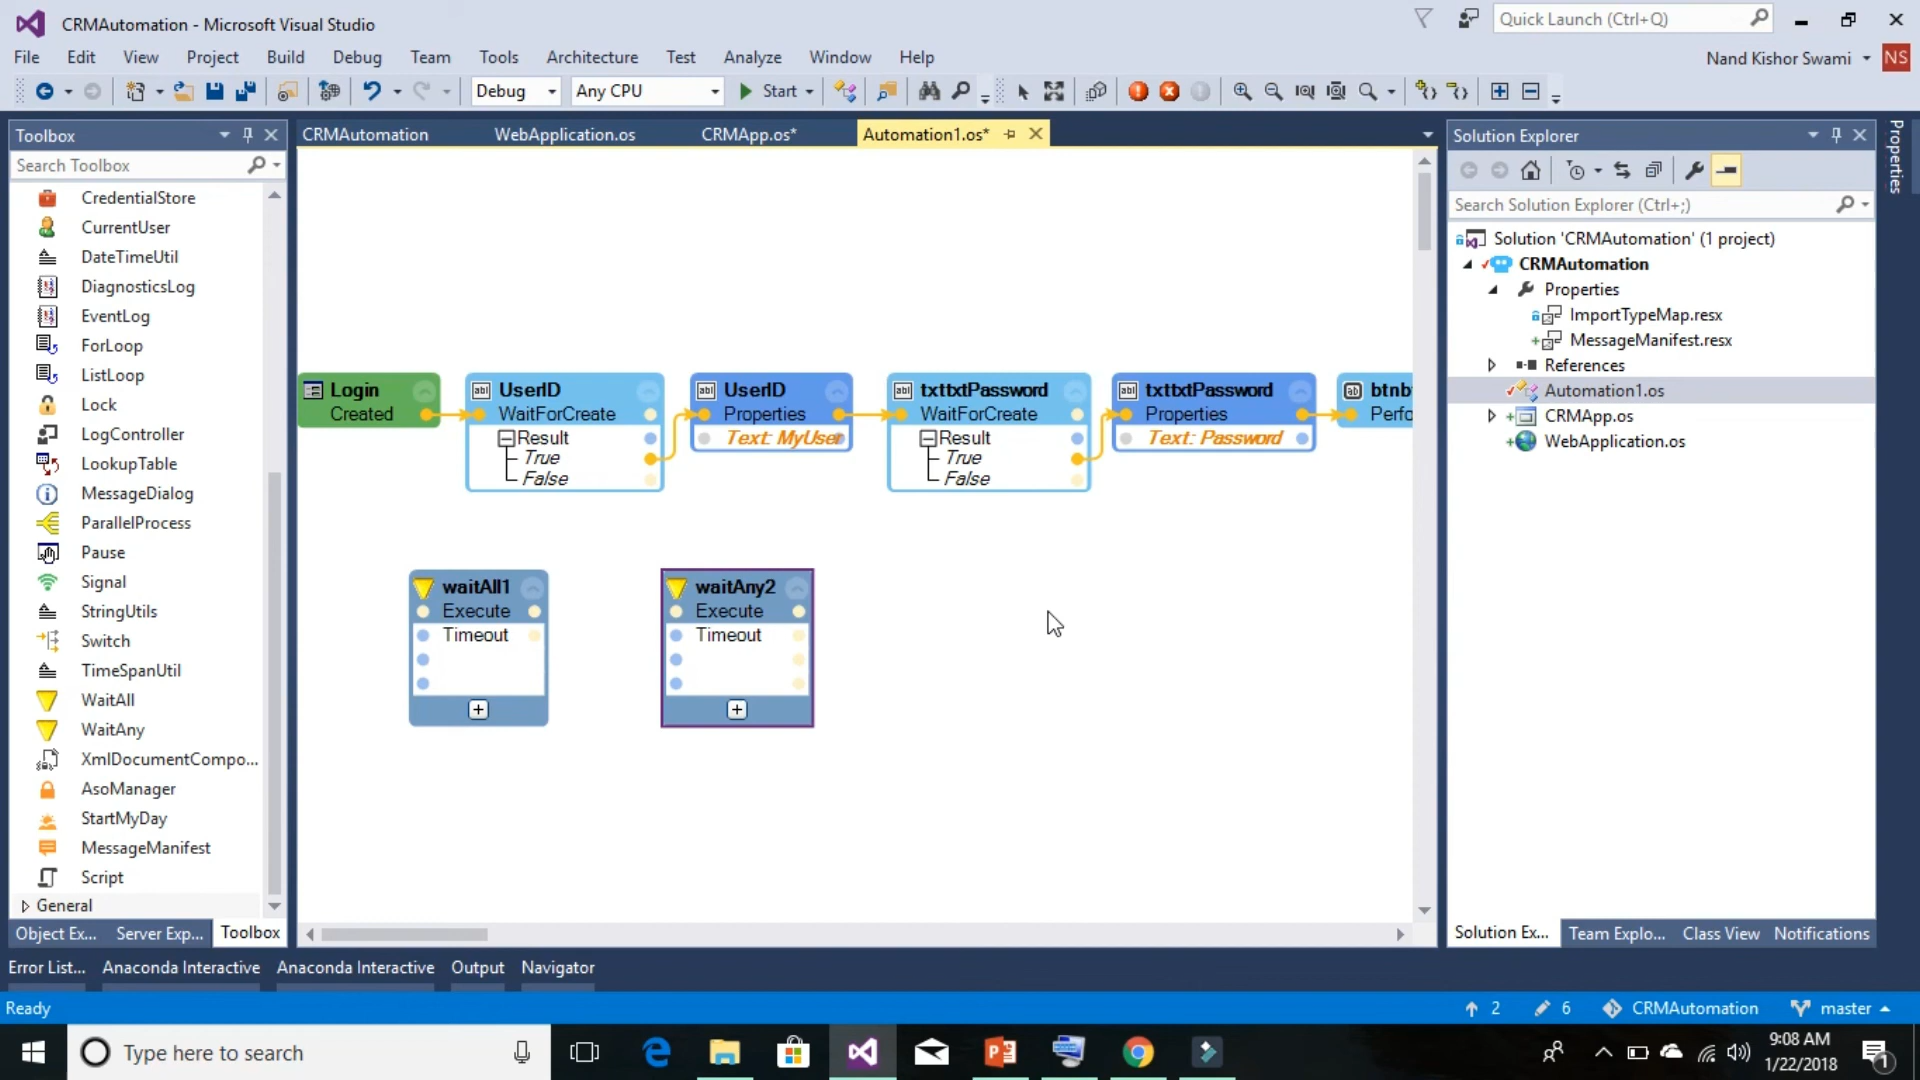 CRMAutomation - Microsoft Visual Studio
Quick Launch (Ctrl+Q)
File Edit View Project Build Debug Team Tools Architecture Test Analyze Window Help
Nand Kishor Swami NS
Debug Any CPU Start
Toolbox
CRMAutomation WebApplication.os CRMApp.os* Automation1.os*
Solution Explorer
Properties
Search Toolbox
CredentialStore
CurrentUser
DateTimeUtil
DiagnosticsLog
EventLog
ForLoop
ListLoop
Lock
LogController
LookupTable
MessageDialog
ParallelProcess
Pause
Signal
StringUtils
Switch
TimeSpanUtil
WaitAll
WaitAny
XmlDocumentCompo...
AsoManager
StartMyDay
MessageManifest
Script
General
Object Ex... Server Exp... Toolbox
Login
Created
UserID
WaitForCreate
Result
True
False
UserID
Properties
Text: MyUser
txttxtPassword
WaitForCreate
Result
True
False
txttxtPassword
Properties
Text: Password
btnb
Perfo
waitAll1
Execute
Timeout
waitAny2
Execute
Timeout
Search Solution Explorer (Ctrl+;)
Solution 'CRMAutomation' (1 project)
CRMAutomation
Properties
ImportTypeMap.resx
MessageManifest.resx
References
Automation1.os
CRMApp.os
WebApplication.os
Solution Ex... Team Explo... Class View Notifications
Error List... Anaconda Interactive Anaconda Interactive Output Navigator
Ready
2 6 CRMAutomation master
Type here to search
9:08 AM
1/22/2018
1